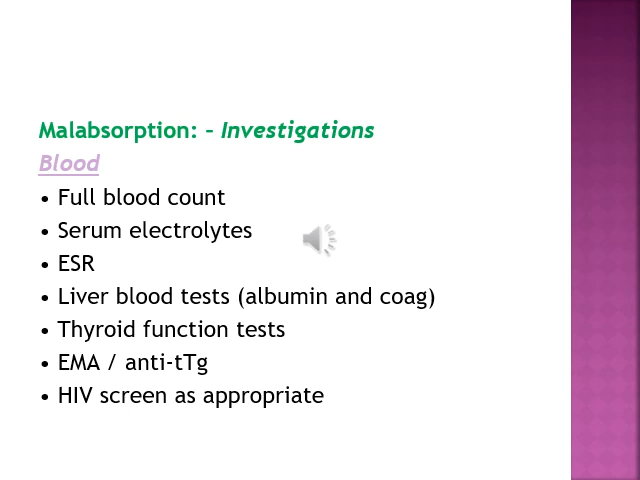 Malabsorption: – Investigations
Blood
• Full blood count
• Serum electrolytes
• ESR
• Liver blood tests (albumin and coag)
• Thyroid function tests
• EMA / anti-tTg
• HIV screen as appropriate